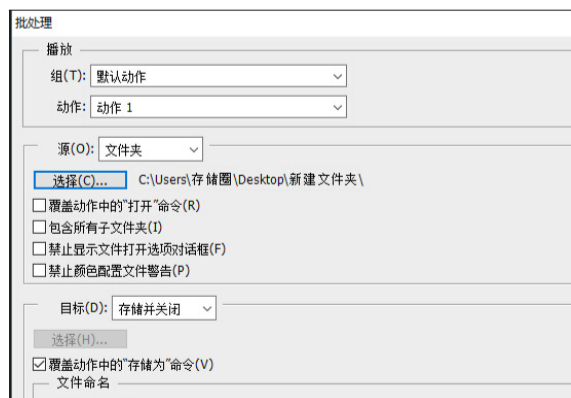 批处理
播放
组(T): 默认动作
动作: 动作 1
源(O): 文件夹
选择(C)... C:\Users\存储圈\Desktop\新建文件夹\
覆盖动作中的“打开”命令(R)
包含所有子文件夹(I)
禁止显示文件打开选项对话框(F)
禁止颜色配置文件警告(P)
目标(D): 存储并关闭
选择(H)...
覆盖动作中的“存储为”命令(V)
文件命名